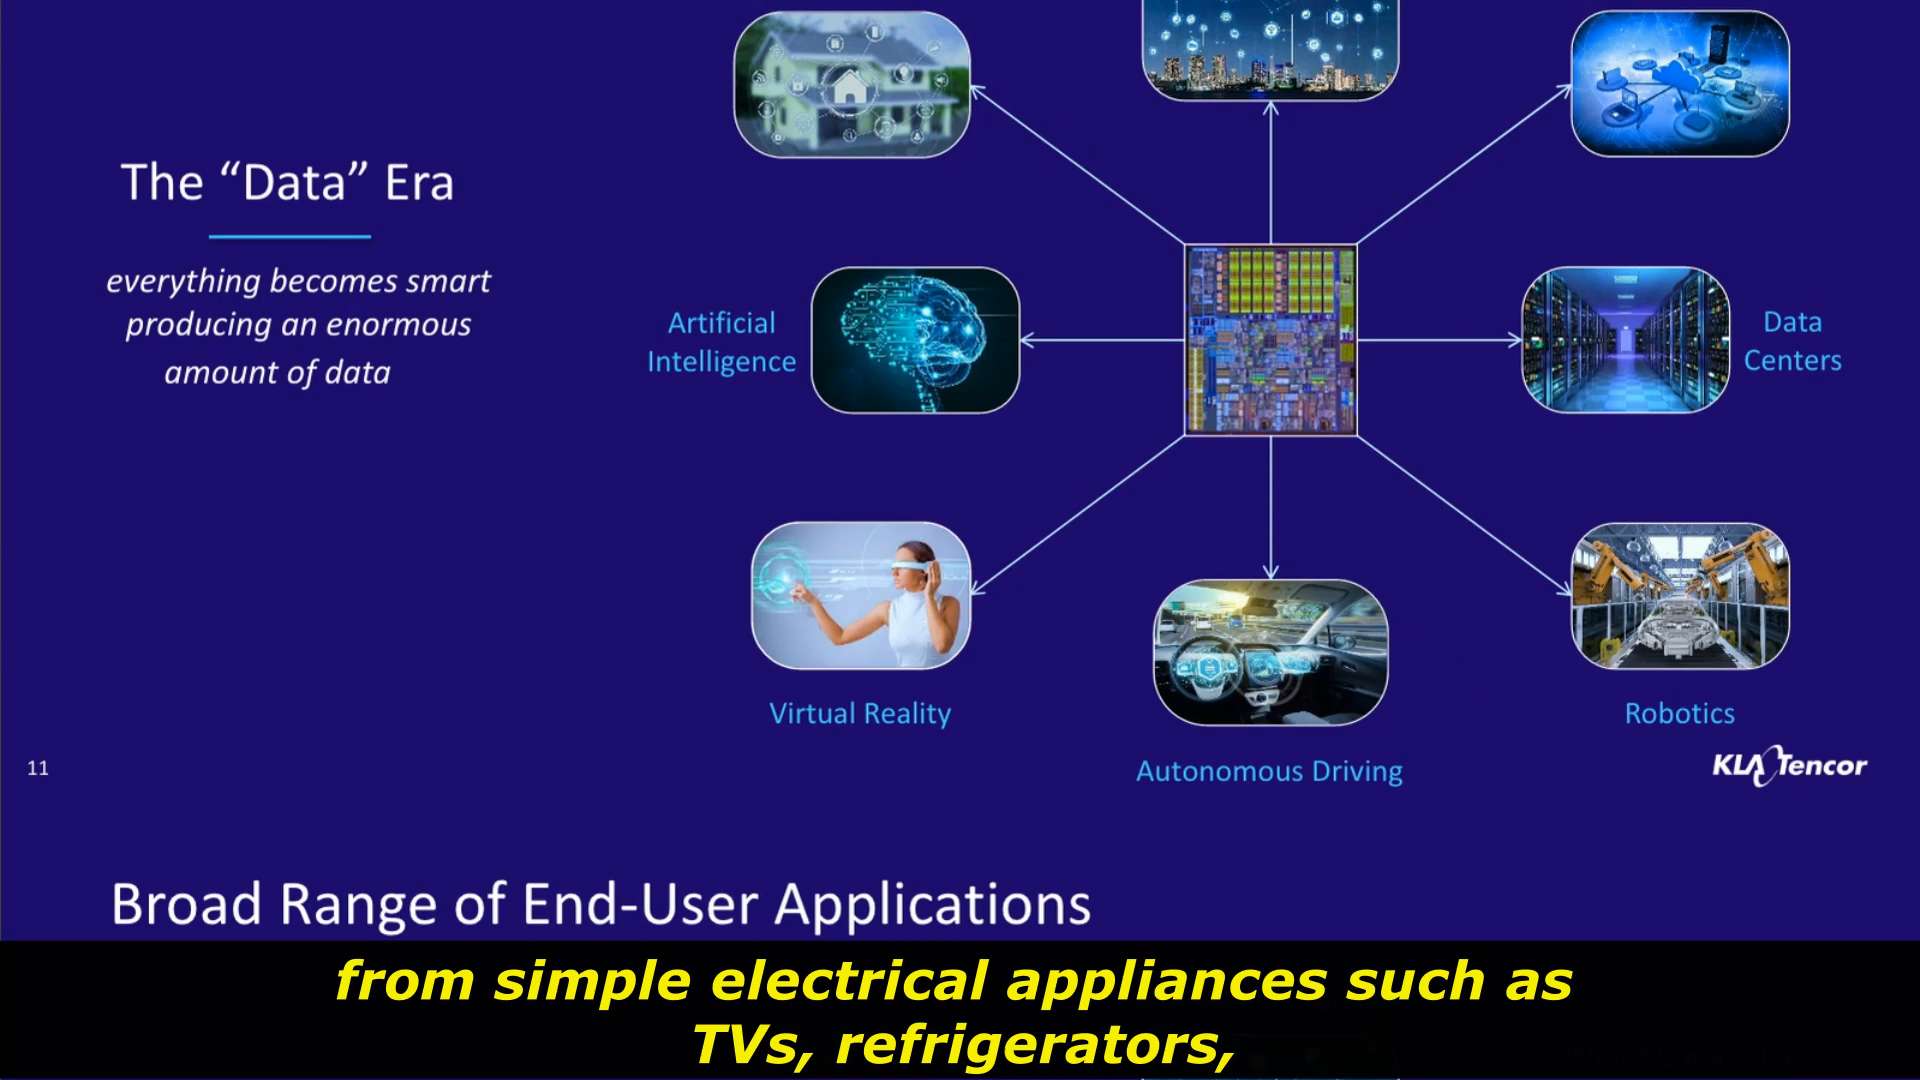 The “Data” Era
everything becomes smart
producing an enormous
amount of data
Artificial
Intelligence
Data
Centers
Virtual Reality
Robotics
Autonomous Driving
11
KLA Tencor
Broad Range of End-User Applications
from simple electrical appliances such as
TVs, refrigerators,